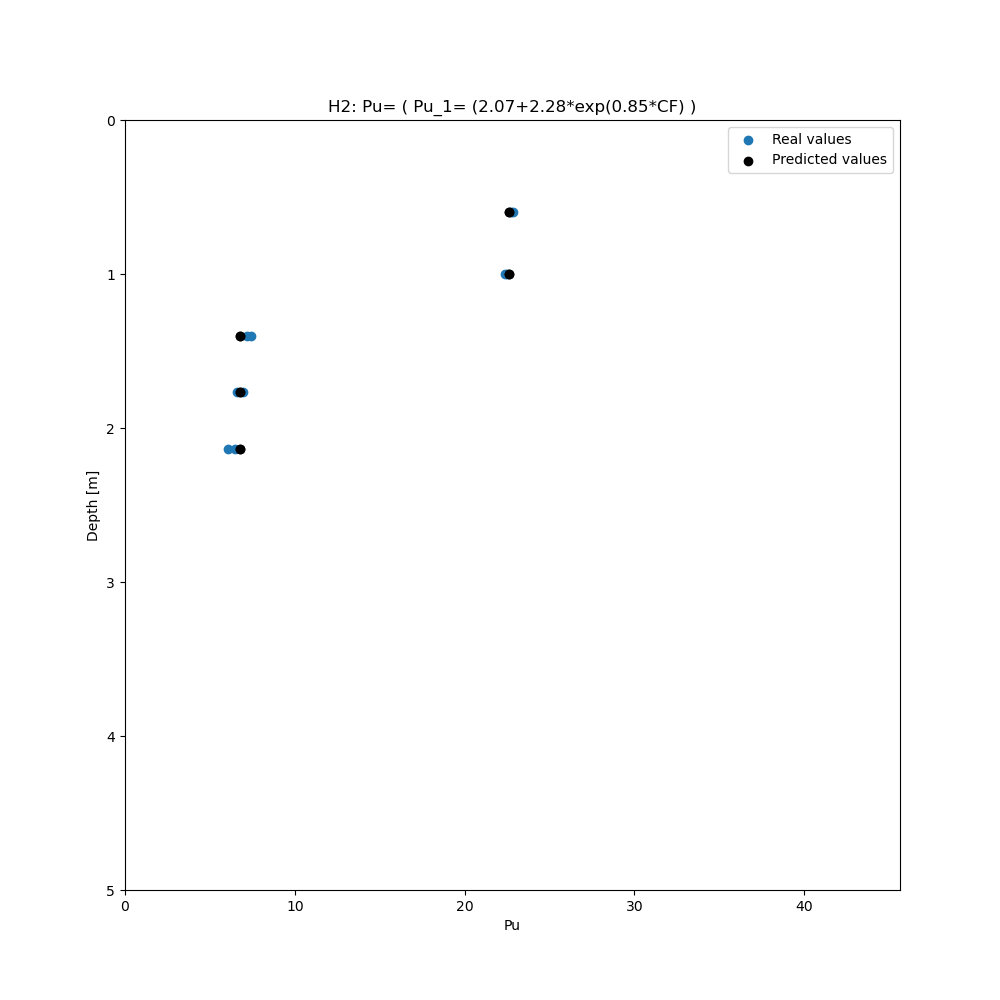 H2: Pu= ( Pu_1= (2.07+2.28*exp(0.85*CF) )
Real values
Predicted values
0
1
2
3
4
5
Depth [m]
0 10 20 30 40
Pu